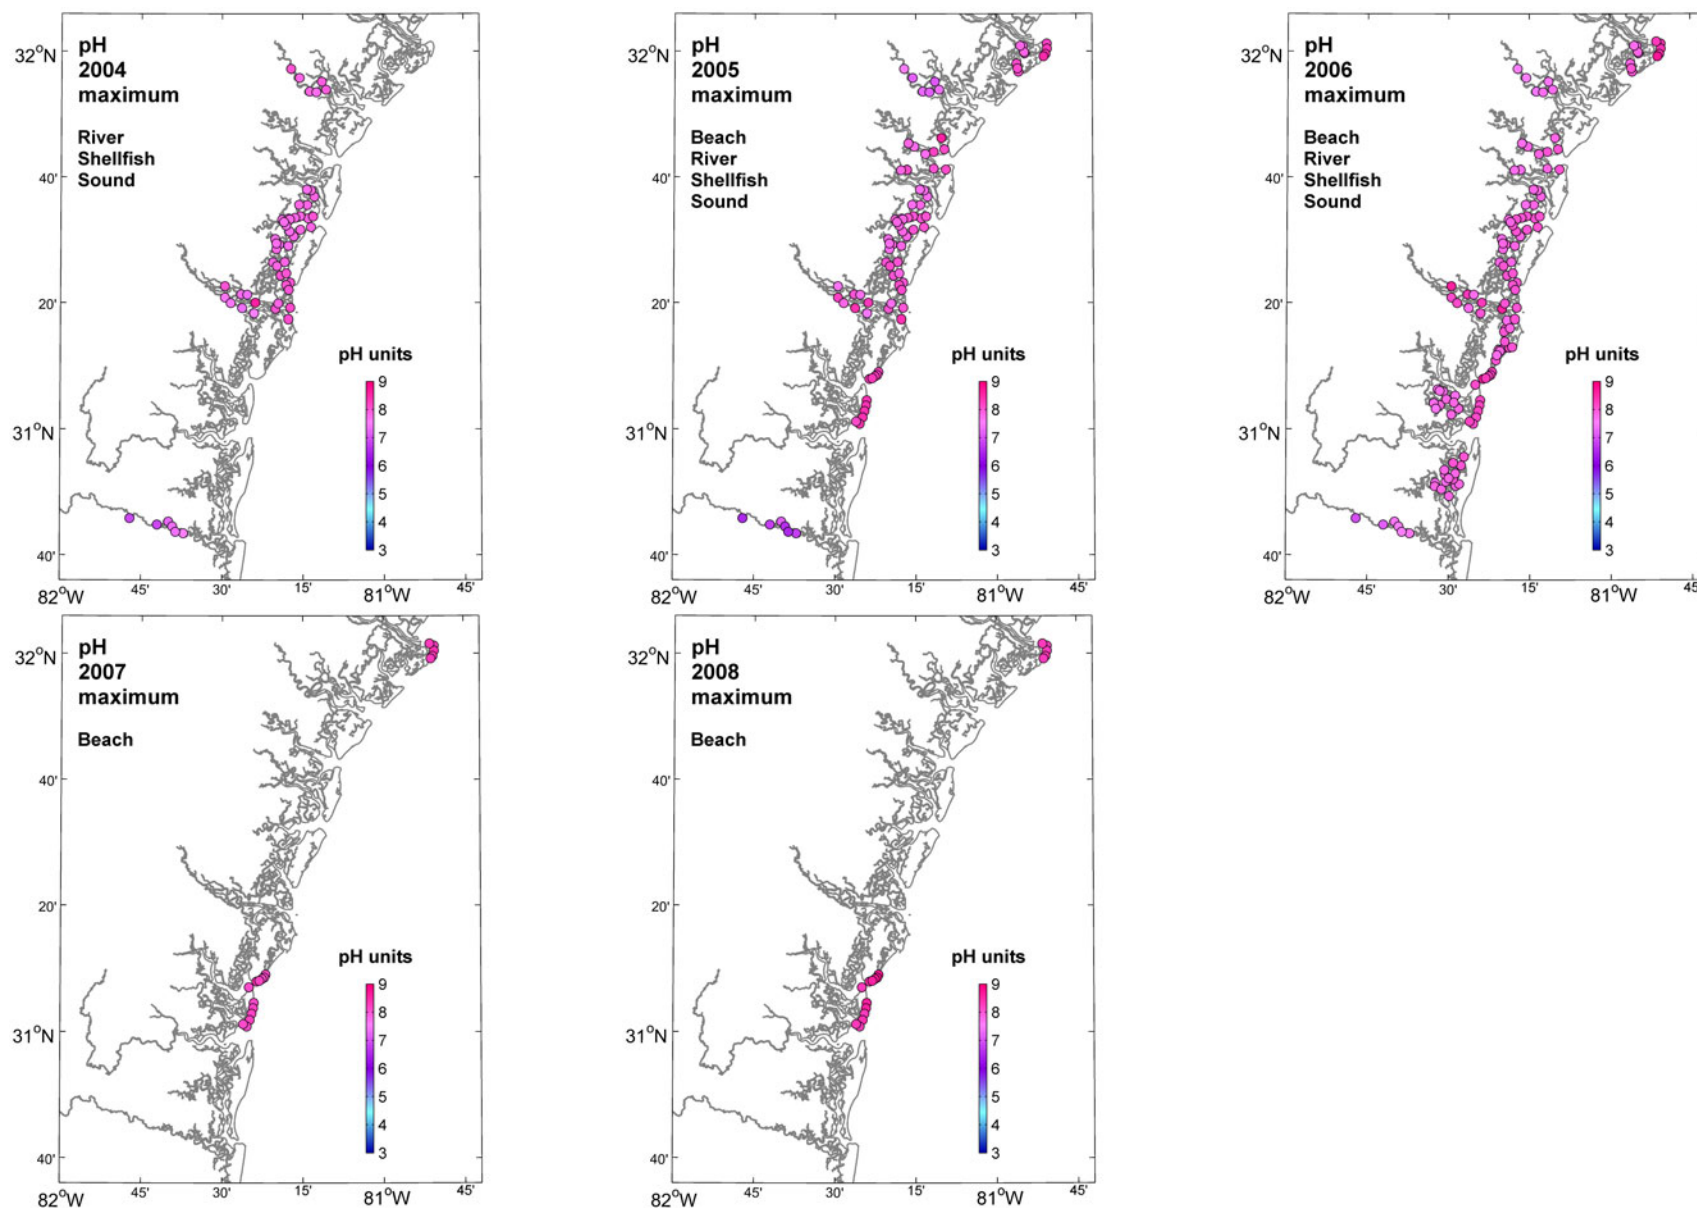 pH
2004
maximum
River
Shellfish
Sound
32°N
40'
20'
31°N
40'
82°W
45'
30'
15'
81°W
45'
pH units
9
8
7
6
5
4
3
pH
2005
maximum
Beach
River
Shellfish
Sound
32°N
40'
20'
31°N
40'
82°W
45'
30'
15'
81°W
45'
pH units
9
8
7
6
5
4
3
pH
2006
maximum
Beach
River
Shellfish
Sound
32°N
40'
20'
31°N
40'
82°W
45'
30'
15'
81°W
45'
pH units
9
8
7
6
5
4
3
pH
2007
maximum
Beach
32°N
40'
20'
31°N
40'
82°W
45'
30'
15'
81°W
45'
pH units
9
8
7
6
5
4
3
pH
2008
maximum
Beach
32°N
40'
20'
31°N
40'
82°W
45'
30'
15'
81°W
45'
pH units
9
8
7
6
5
4
3